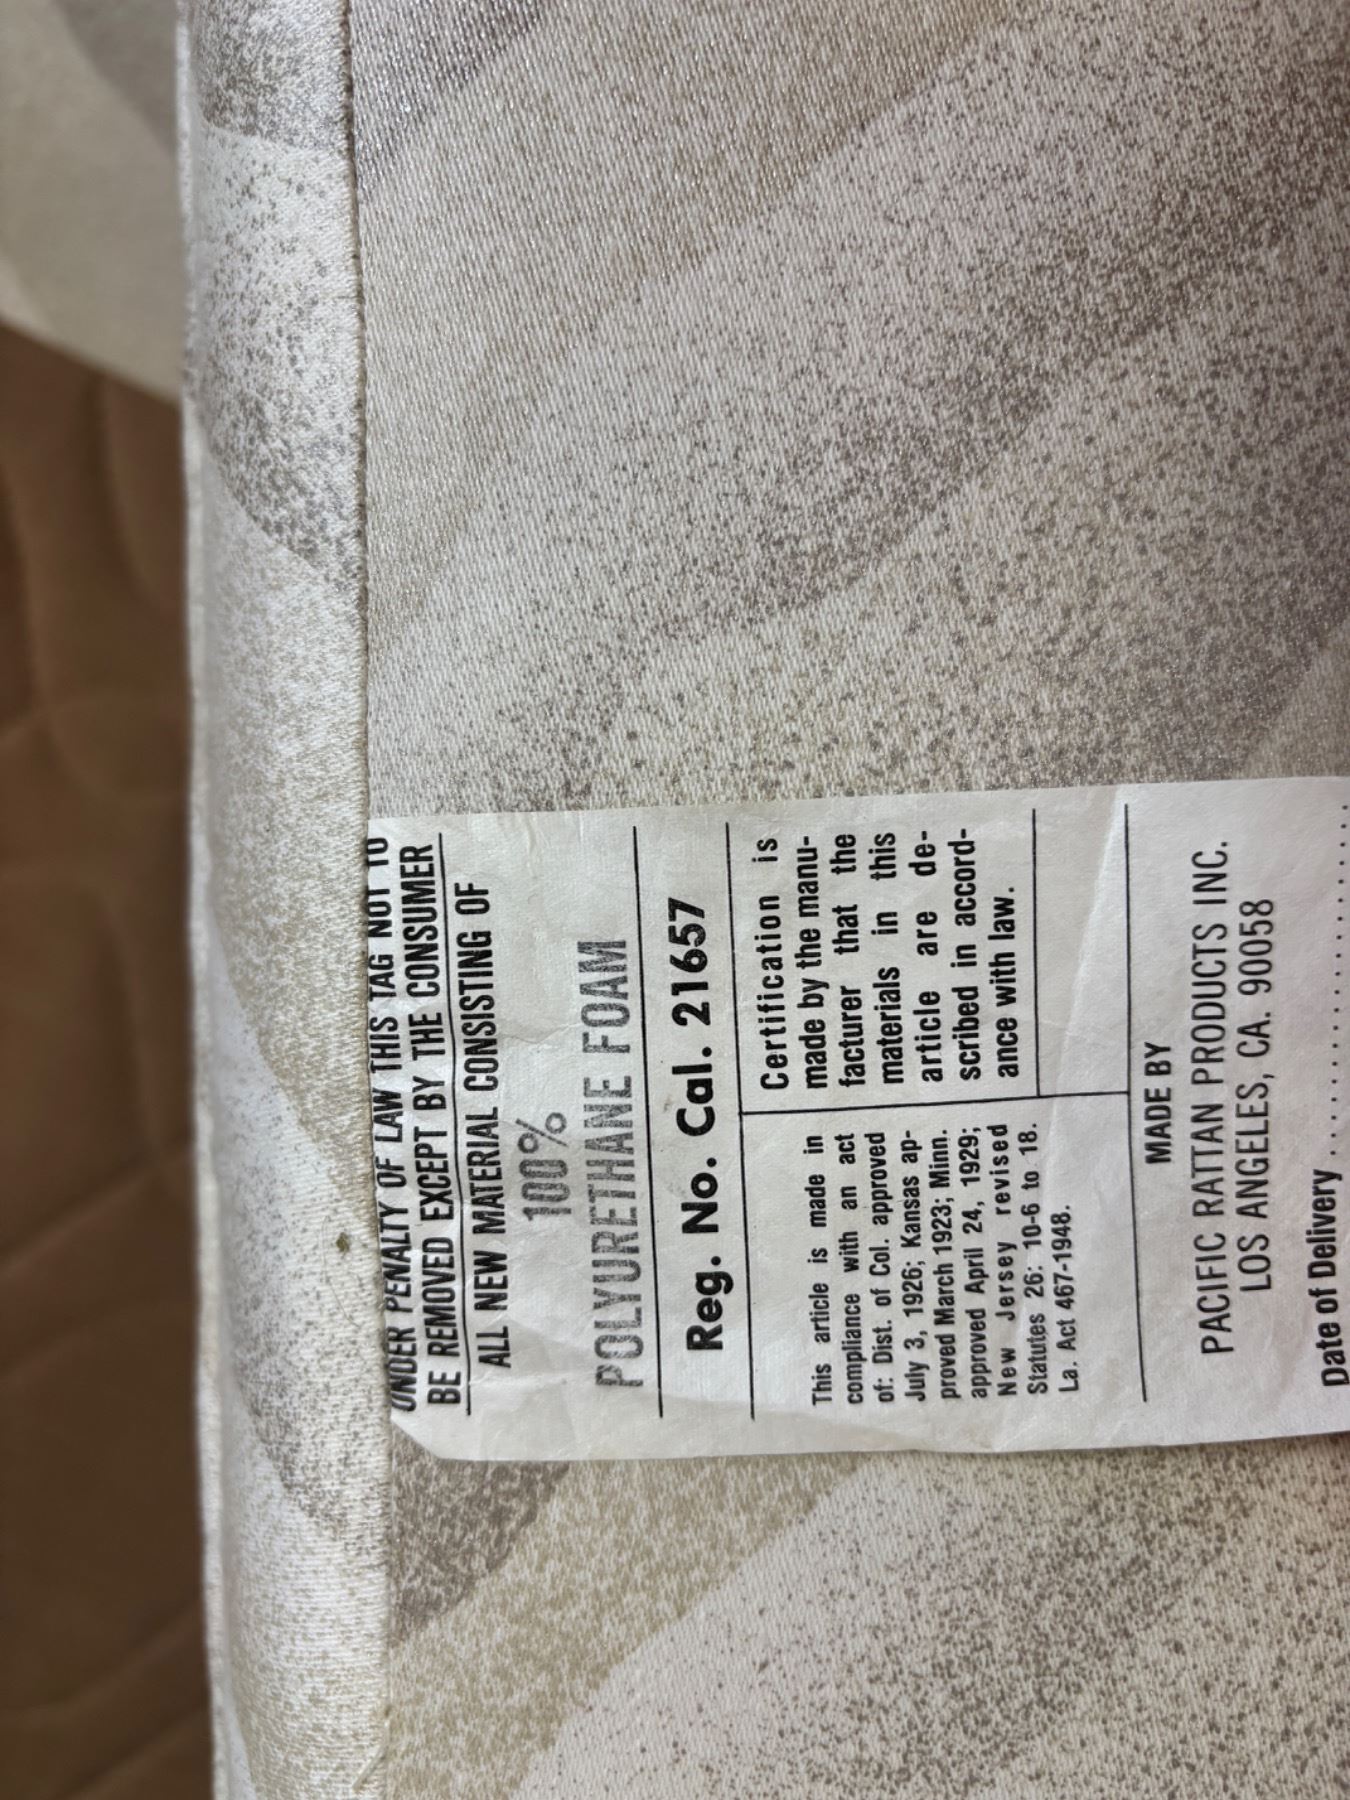 UNDER PENALTY OF LAW THIS TAG NOT TO
BE REMOVED EXCEPT BY THE CONSUMER
ALL NEW MATERIAL CONSISTING OF
100%
POLYURETHANE FOAM
Reg. No. Cal. 21657
This article is made in
compliance with an act
of: Dist. of Col. approved
July 3, 1926; Kansas ap-
proved March 1923; Minn.
approved April 24, 1929;
New Jersey revised
Statutes 26: 10-6 to 18.
La. Act 467-1948.
Certification is
made by the manu-
facturer that the
materials in this
article are de-
scribed in accord-
ance with law.
MADE BY
PACIFIC RATTAN PRODUCTS INC.
LOS ANGELES, CA. 90058
Date of Delivery ..............................